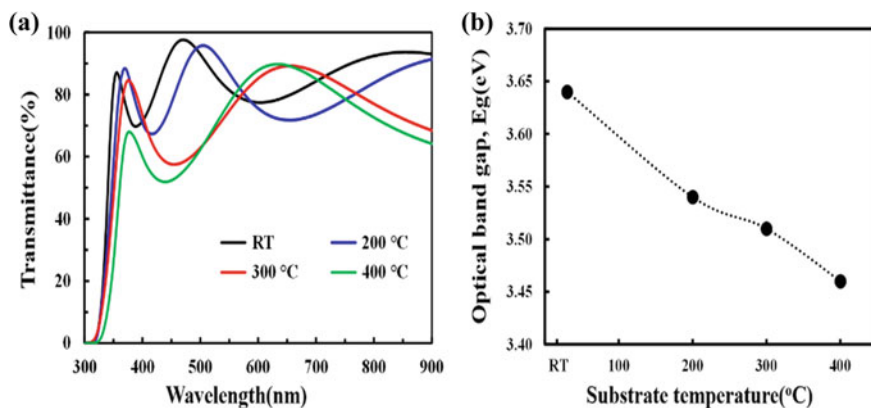 (a)
100
80
60
40
20
0
Transmittance(%)
RT
200 °C
300 °C
400 °C
300
400
500
600
700
800
900
Wavelength(nm)
(b)
3.70
3.65
3.60
3.55
3.50
3.45
3.40
Optical band gap, Eg(eV)
RT
100
200
300
400
Substrate temperature(°C)